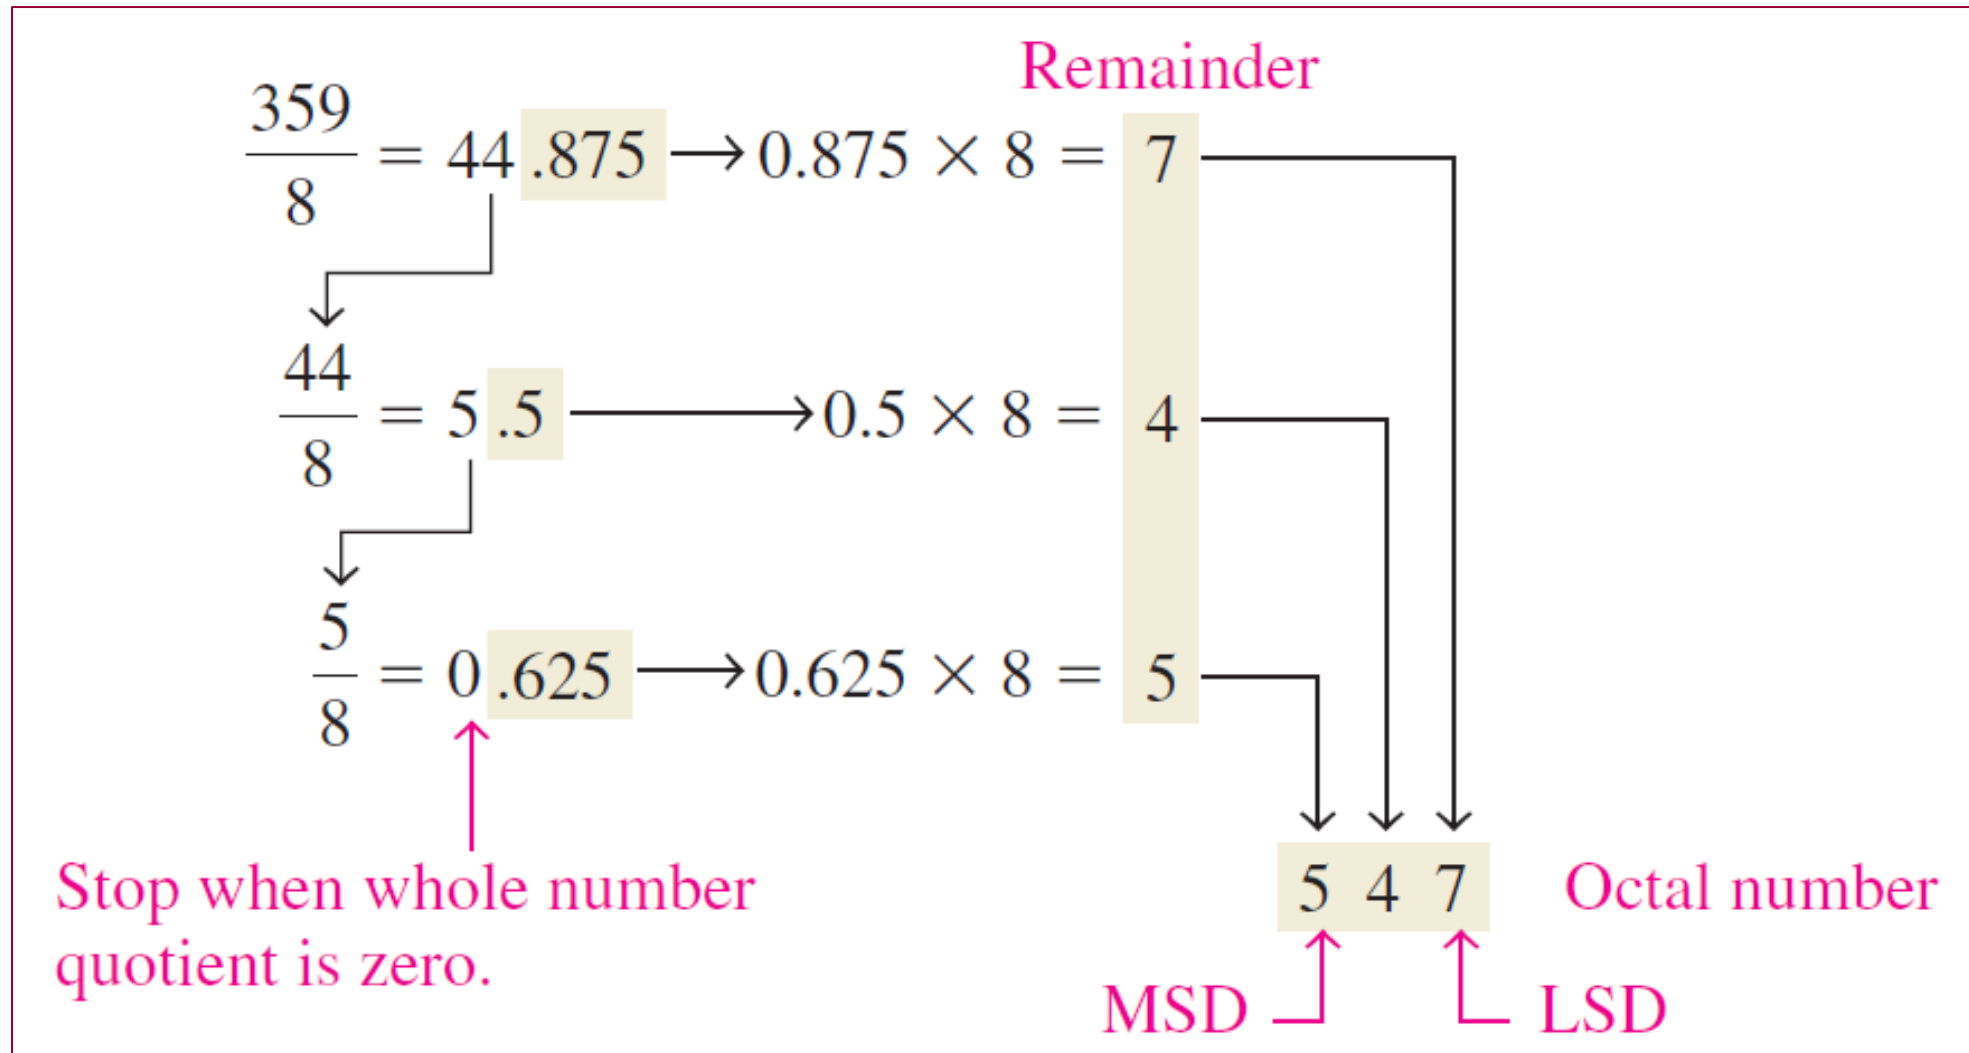 Remainder
359/8 = 44 .875 → 0.875 × 8 = 7
44/8 = 5 .5 → 0.5 × 8 = 4
5/8 = 0 .625 → 0.625 × 8 = 5
Stop when whole number
quotient is zero.
5 4 7 Octal number
MSD LSD